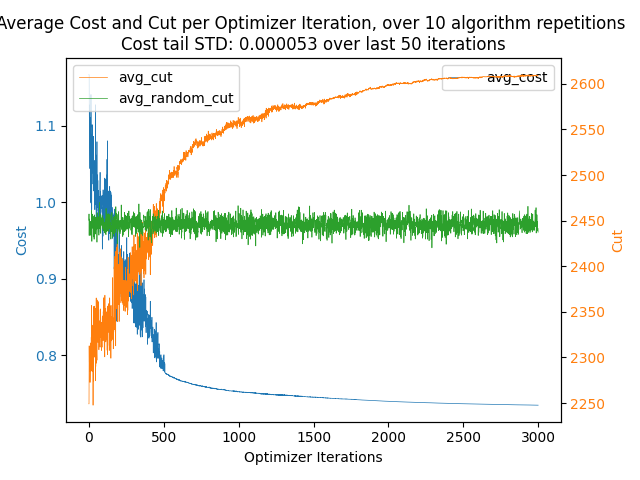 Average Cost and Cut per Optimizer Iteration, over 10 algorithm repetitions
Cost tail STD: 0.000053 over last 50 iterations
avg_cut
avg_random_cut
avg_cost
1.1
1.0
0.9
0.8
Cost
2600
2550
2500
2450
2400
2350
2300
2250
Cut
0 500 1000 1500 2000 2500 3000
Optimizer Iterations